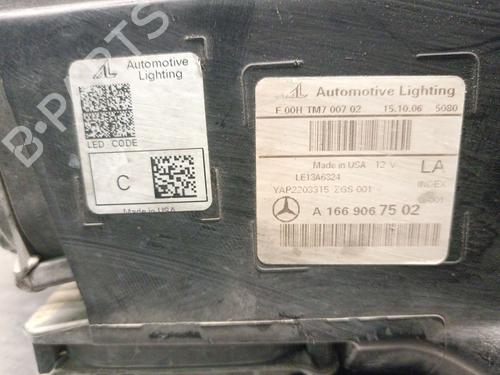 B-PARTS
Automotive
Lighting
LED CODE
C
Made in USA
Automotive Lighting
F 00H TM7 007 02 15.10.06 5080
Made in USA 12 V LA
LE13A6324 INDEX
YAP2203315 ZGS 001
001
A 166 906 75 02